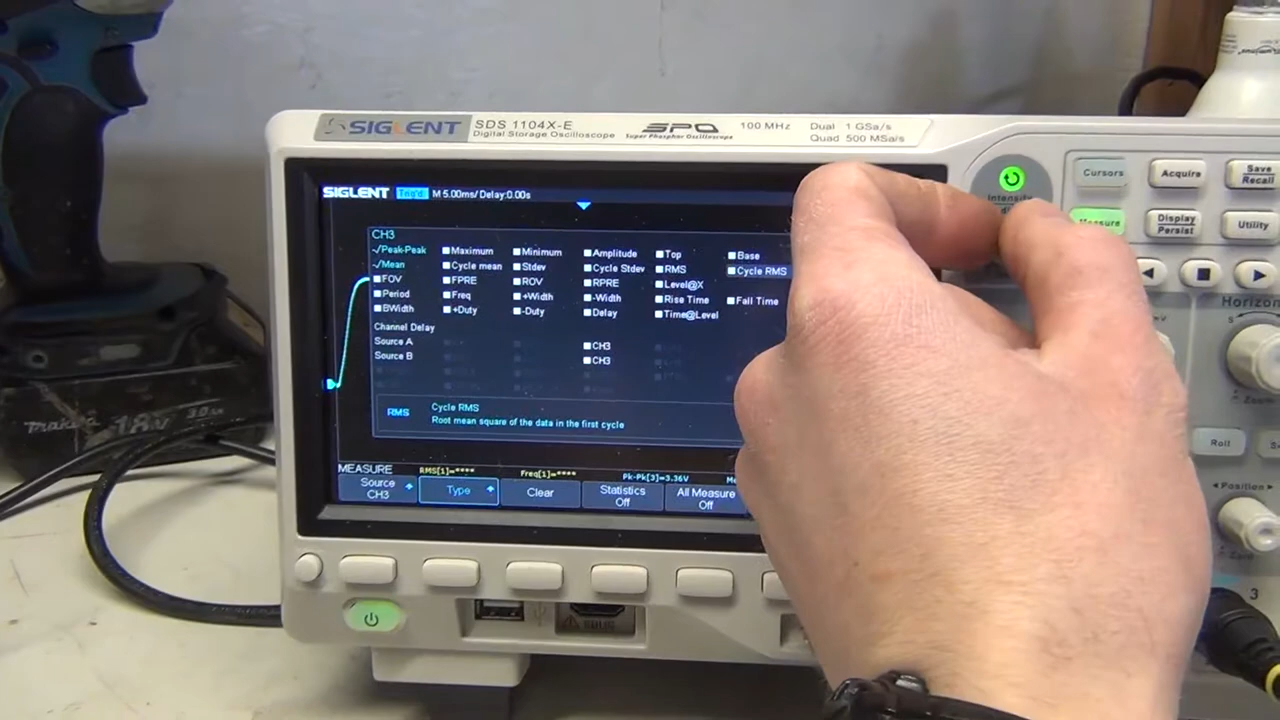 SIGLENT SDS 1104X-E
Digital Storage Oscilloscope
SPO
Super Phosphor Oscilloscope
100 MHz
Dual 1 GSa/s
Quad 500 MSa/s
Intensity
Cursors Acquire Save Recall
Measure Display Persist Utility
SIGLENT Trig'd M 5.00ms/ Delay:0.00s
CH3
√Peak-Peak Maximum Minimum Amplitude Top Base
√Mean Cycle mean Stdev Cycle Stdev RMS Cycle RMS
FOV FPRE ROV RPRE Level@X
Period Freq +Width -Width Rise Time Fall Time
BWidth +Duty -Duty Delay Time@Level
Channel Delay
Source A CH3
Source B CH3
RMS Cycle RMS
Root mean square of the data in the first cycle
MEASURE RMS[1]=**** Freq[1]=**** Pk-Pk[3]=3.36V
Source CH3
Type
Clear
Statistics Off
All Measure Off
Roll
Position
Zoom
3
makita 18V 3.0